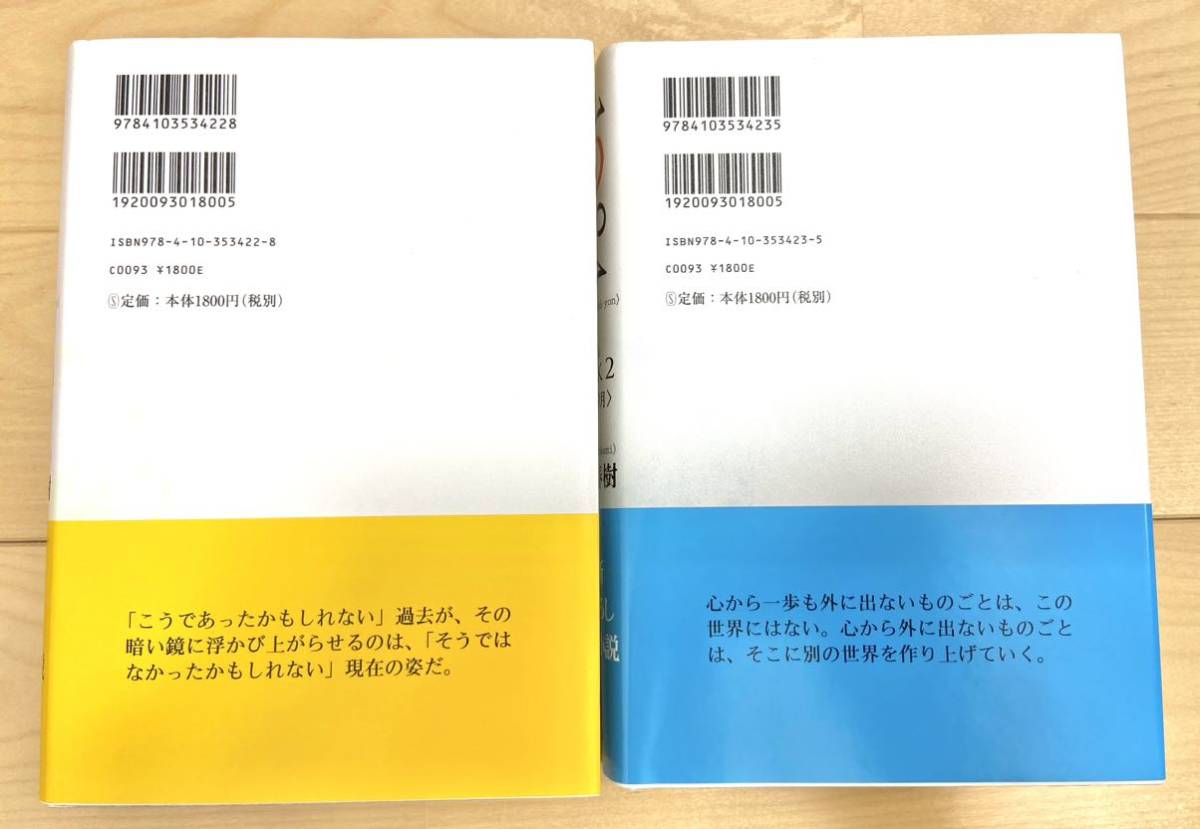 9784103534228
1920093018005
ISBN978-4-10-353422-8
C0093 ¥1800E
Ⓢ定価：本体1800円（税別）
「こうであったかもしれない」過去が、その
暗い鏡に浮かび上がらせるのは、「そうでは
なかったかもしれない」現在の姿だ。
2
月〉
樹
し
説
9784103534235
1920093018005
ISBN978-4-10-353423-5
C0093 ¥1800E
Ⓢ定価：本体1800円（税別）
心から一歩も外に出ないものごとは、この
世界にはない。心から外に出ないものごと
は、そこに別の世界を作り上げていく。